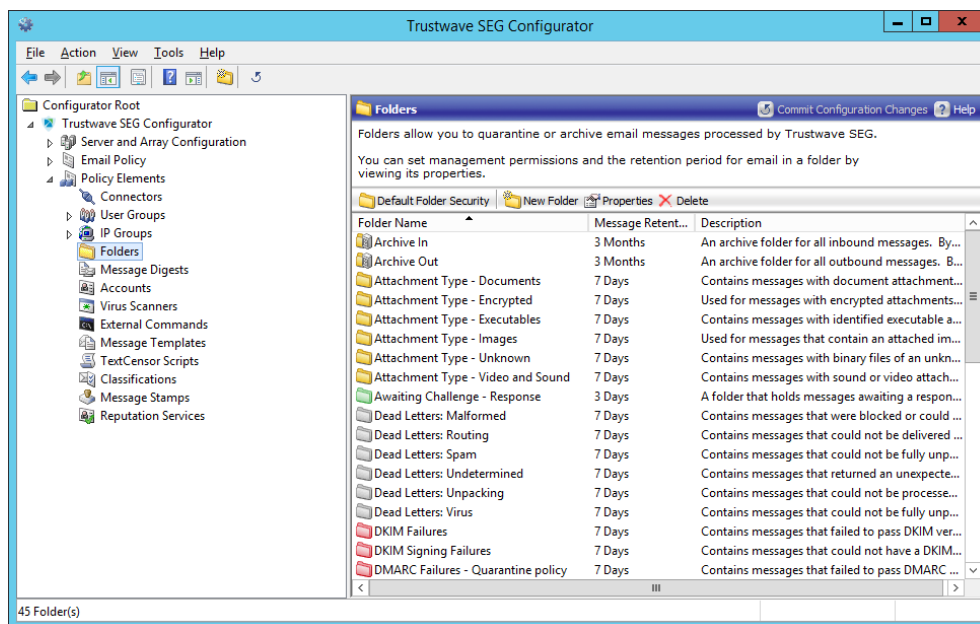 Trustwave SEG Configurator
File Action View Tools Help
Configurator Root
Trustwave SEG Configurator
Server and Array Configuration
Email Policy
Policy Elements
Connectors
User Groups
IP Groups
Folders
Message Digests
Accounts
Virus Scanners
External Commands
Message Templates
TextCensor Scripts
Classifications
Message Stamps
Reputation Services
Folders Commit Configuration Changes Help
Folders allow you to quarantine or archive email messages processed by Trustwave SEG.
You can set management permissions and the retention period for email in a folder by
viewing its properties.
Default Folder Security New Folder Properties Delete
Folder Name Message Retent... Description
Archive In 3 Months An archive folder for all inbound messages. By...
Archive Out 3 Months An archive folder for all outbound messages. B...
Attachment Type - Documents 7 Days Contains messages with document attachment...
Attachment Type - Encrypted 7 Days Used for messages with encrypted attachments...
Attachment Type - Executables 7 Days Contains messages with identified executable a...
Attachment Type - Images 7 Days Used for messages that contain an attached im...
Attachment Type - Unknown 7 Days Contains messages with binary files of an unkn...
Attachment Type - Video and Sound 7 Days Contains messages with sound or video attach...
Awaiting Challenge - Response 3 Days A folder that holds messages awaiting a respon...
Dead Letters: Malformed 7 Days Contains messages that were blocked or could ...
Dead Letters: Routing 7 Days Contains messages that could not be delivered ...
Dead Letters: Spam 7 Days Contains messages that could not be fully unp...
Dead Letters: Undetermined 7 Days Contains messages that returned an unexpecte...
Dead Letters: Unpacking 7 Days Contains messages that could not be processe...
Dead Letters: Virus 7 Days Contains messages that could not be fully unp...
DKIM Failures 7 Days Contains messages that failed to pass DKIM ver...
DKIM Signing Failures 7 Days Contains messages that could not have a DKIM...
DMARC Failures - Quarantine policy 7 Days Contains messages that failed to pass DMARC ...
45 Folder(s)